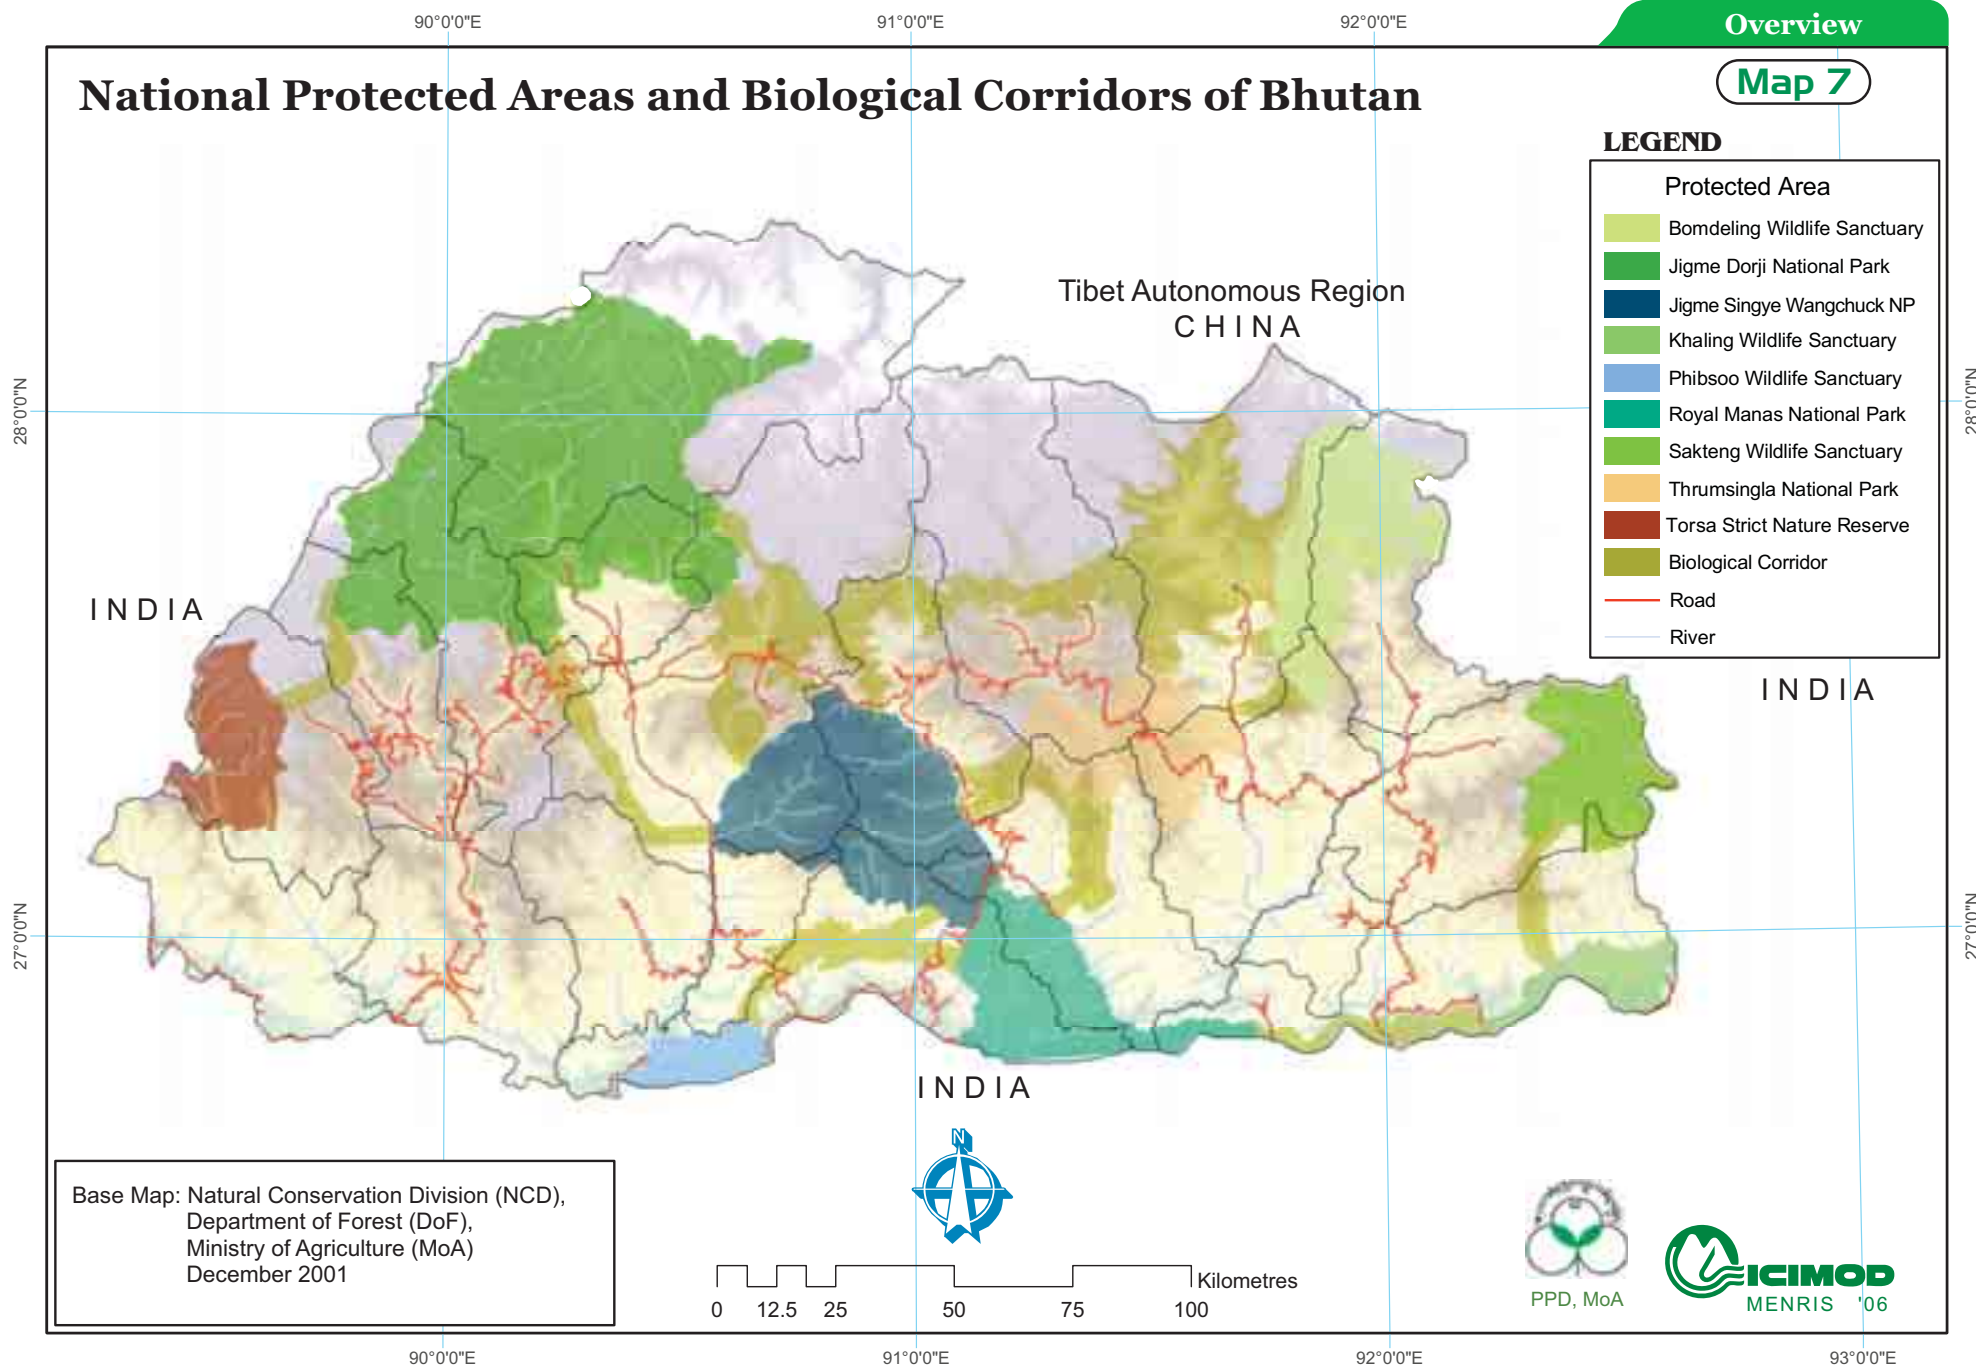 90°0'0"E
91°0'0"E
92°0'0"E
Overview
National Protected Areas and Biological Corridors of Bhutan
Map 7
LEGEND
Protected Area
Bomdeling Wildlife Sanctuary
Jigme Dorji National Park
Jigme Singye Wangchuck NP
Khaling Wildlife Sanctuary
Phibsoo Wildlife Sanctuary
Royal Manas National Park
Sakteng Wildlife Sanctuary
Thrumsingla National Park
Torsa Strict Nature Reserve
Biological Corridor
Road
River
Tibet Autonomous Region
CHINA
28°0'0"N
28°0'0"N
INDIA
INDIA
27°0'0"N
27°0'0"N
INDIA
N
Base Map: Natural Conservation Division (NCD),
Department of Forest (DoF),
Ministry of Agriculture (MoA)
December 2001
Kilometres
0 12.5 25 50 75 100
PPD, MoA
ICIMOD
MENRIS '06
90°0'0"E
91°0'0"E
92°0'0"E
93°0'0"E